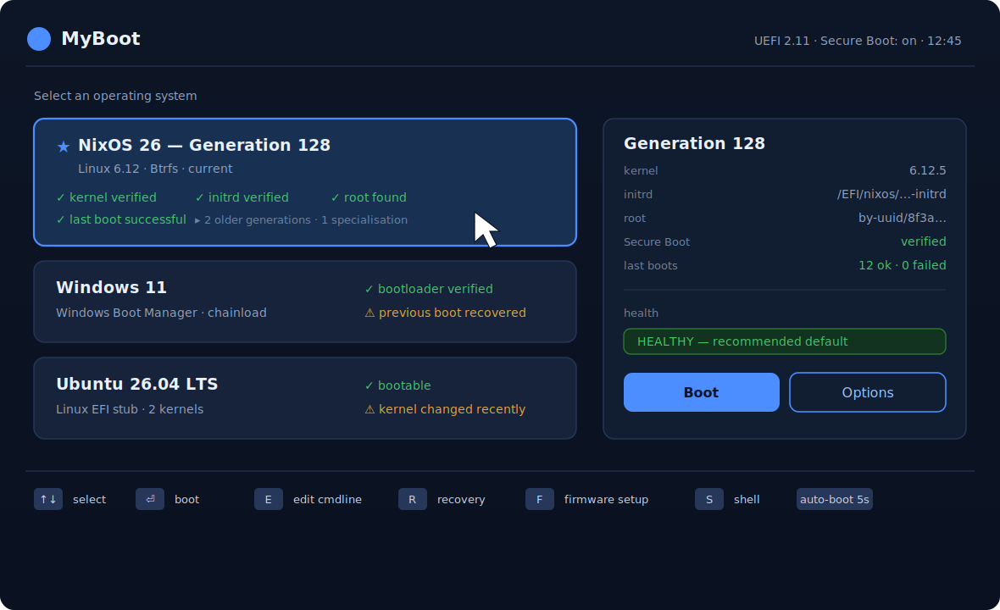 MyBoot
UEFI 2.11 · Secure Boot: on · 12:45
Select an operating system
★ NixOS 26 — Generation 128
Linux 6.12 · Btrfs · current
✓ kernel verified ✓ initrd verified ✓ root found
✓ last boot successful ▸ 2 older generations · 1 specialisation
Windows 11
✓ bootloader verified
Windows Boot Manager · chainload
⚠ previous boot recovered
Ubuntu 26.04 LTS
✓ bootable
Linux EFI stub · 2 kernels
⚠ kernel changed recently
Generation 128
kernel 6.12.5
initrd /EFI/nixos/…-initrd
root by-uuid/8f3a…
Secure Boot verified
last boots 12 ok · 0 failed
health
HEALTHY — recommended default
Boot Options
↑↓ select ⏎ boot E edit cmdline R recovery F firmware setup S shell auto-boot 5s